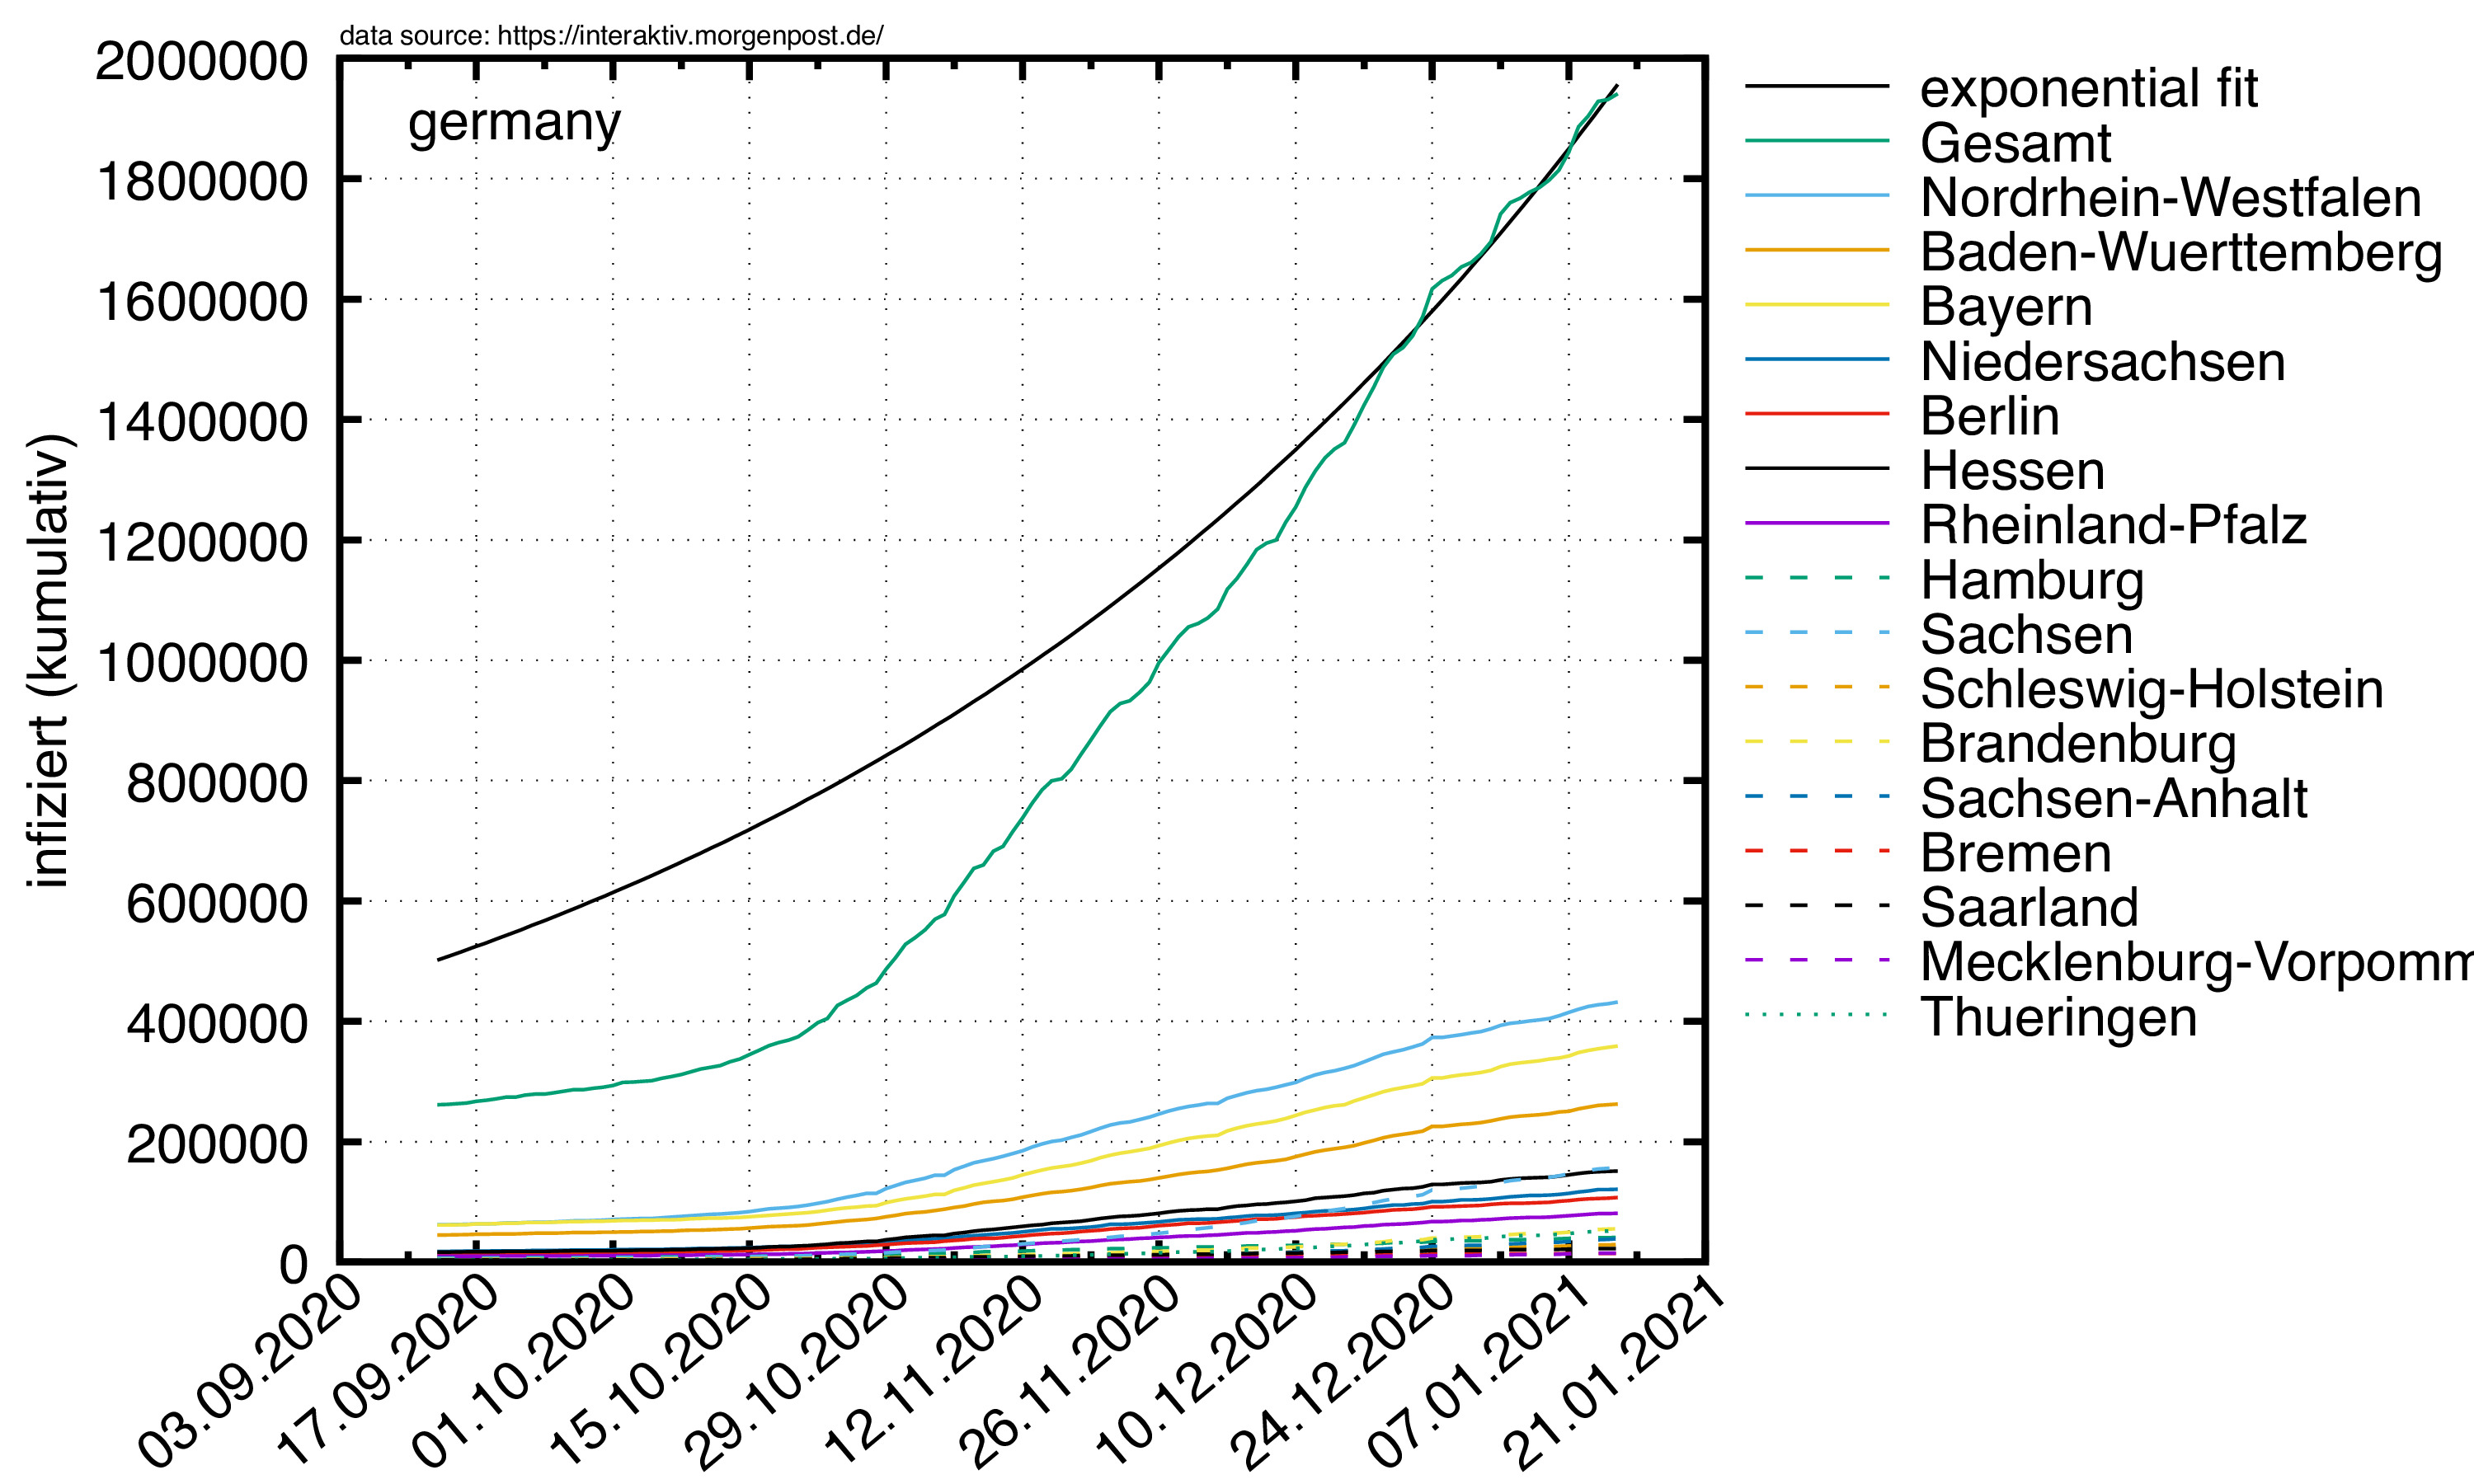 data source: https://interaktiv.morgenpost.de/
germany
infiziert (kumulativ)
2000000
1800000
1600000
1400000
1200000
1000000
800000
600000
400000
200000
0
03.09.2020
17.09.2020
01.10.2020
15.10.2020
29.10.2020
12.11.2020
26.11.2020
10.12.2020
24.12.2020
07.01.2021
21.01.2021
exponential fit
Gesamt
Nordrhein-Westfalen
Baden-Wuerttemberg
Bayern
Niedersachsen
Berlin
Hessen
Rheinland-Pfalz
Hamburg
Sachsen
Schleswig-Holstein
Brandenburg
Sachsen-Anhalt
Bremen
Saarland
Mecklenburg-Vorpomm
Thueringen